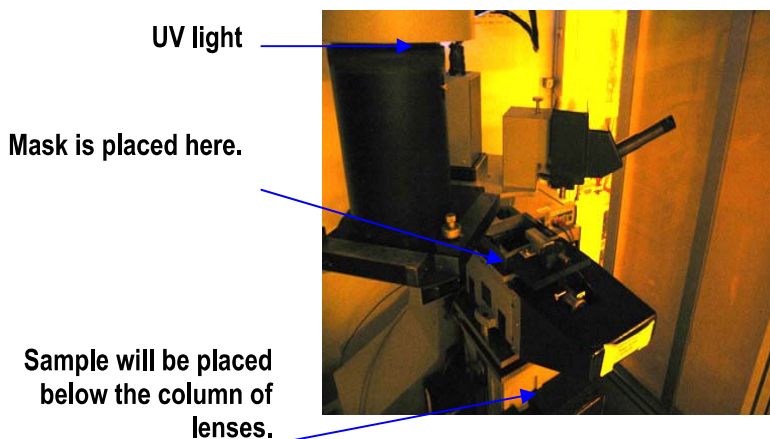 UV light
Mask is placed here.
Sample will be placed
below the column of
lenses.